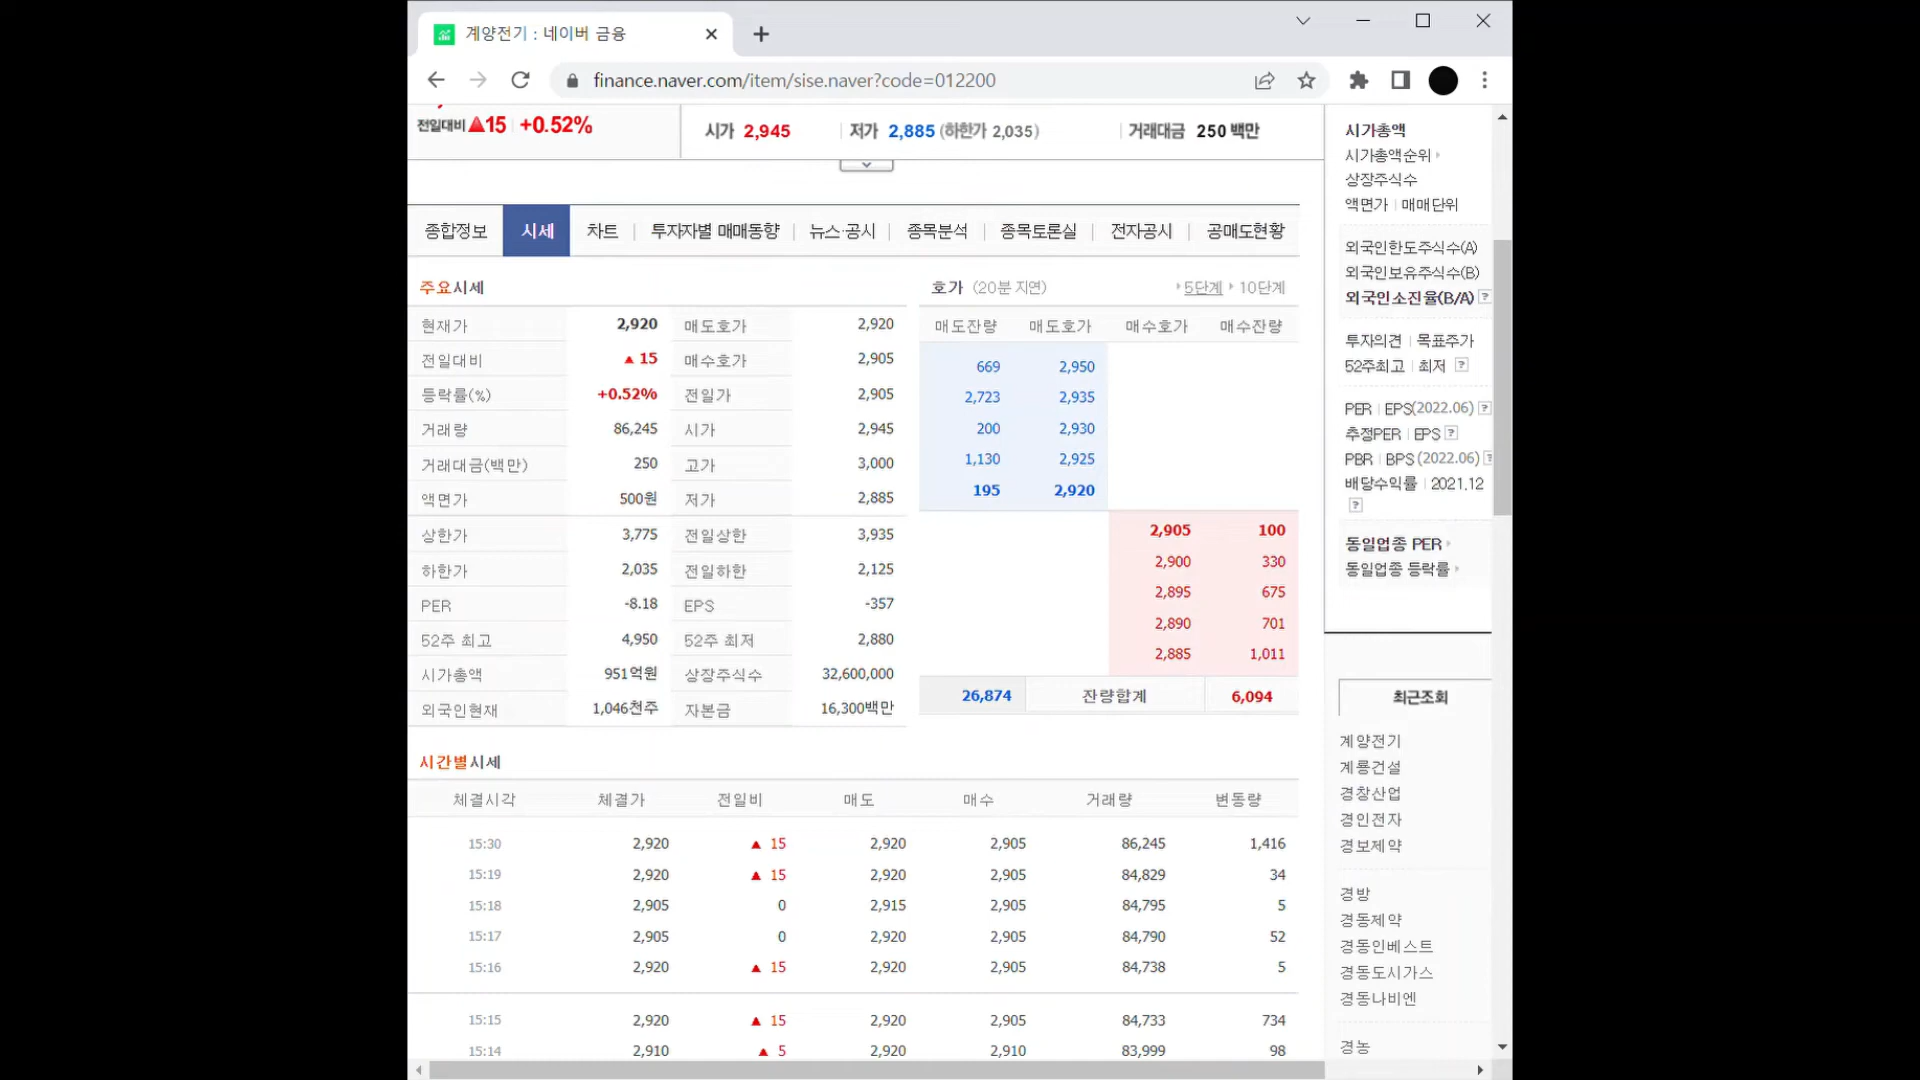 계양전기 : 네이버 금융
finance.naver.com/item/sise.naver?code=012200
전일대비 ▲15 +0.52%
시가 2,945 저가 2,885 (하한가 2,035) 거래대금 250 백만
종합정보 시세 차트 투자자별 매매동향 뉴스·공시 종목분석 종목토론실 전자공시 공매도현황
주요시세
현재가 2,920 매도호가 2,920
전일대비 ▲ 15 매수호가 2,905
등락률(%) +0.52% 전일가 2,905
거래량 86,245 시가 2,945
거래대금(백만) 250 고가 3,000
액면가 500원 저가 2,885
상한가 3,775 전일상한 3,935
하한가 2,035 전일하한 2,125
PER -8.18 EPS -357
52주 최고 4,950 52주 최저 2,880
시가총액 951억원 상장주식수 32,600,000
외국인현재 1,046천주 자본금 16,300백만
호가 (20분 지연) 5단계 10단계
매도잔량 매도호가 매수호가 매수잔량
669 2,950
2,723 2,935
200 2,930
1,130 2,925
195 2,920
2,905 100
2,900 330
2,895 675
2,890 701
2,885 1,011
26,874 잔량합계 6,094
시간별시세
체결시각 체결가 전일비 매도 매수 거래량 변동량
15:30 2,920 ▲ 15 2,920 2,905 86,245 1,416
15:19 2,920 ▲ 15 2,920 2,905 84,829 34
15:18 2,905 0 2,915 2,905 84,795 5
15:17 2,905 0 2,920 2,905 84,790 52
15:16 2,920 ▲ 15 2,920 2,905 84,738 5
15:15 2,920 ▲ 15 2,920 2,905 84,733 734
15:14 2,910 ▲ 5 2,920 2,910 83,999 98
시가총액
시가총액순위
상장주식수
액면가 | 매매단위
외국인한도주식수(A)
외국인보유주식수(B)
외국인소진율(B/A) ?
투자의견 | 목표주가
52주최고 | 최저 ?
PER | EPS(2022.06) ?
추정PER | EPS ?
PBR | BPS (2022.06) ?
배당수익률 | 2021.12
?
동일업종 PER
동일업종 등락률
최근조회
계양전기
계룡건설
경창산업
경인전자
경보제약
경방
경동제약
경동인베스트
경동도시가스
경동나비엔
경농